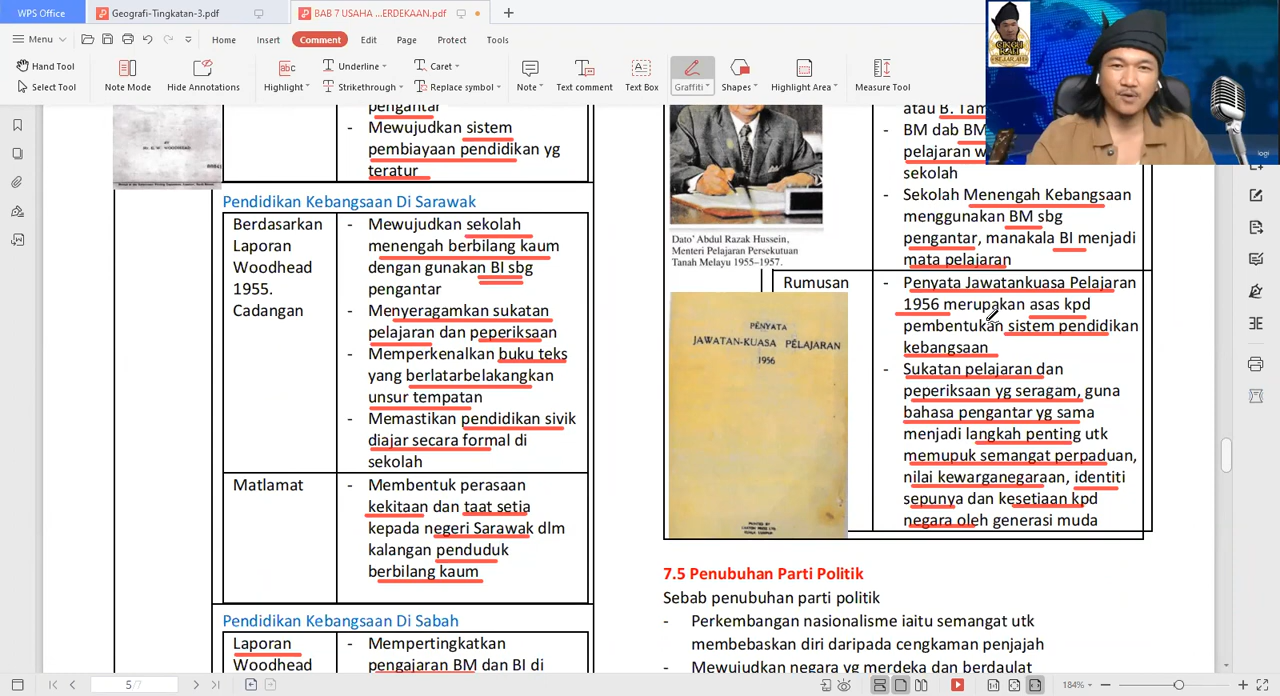 WPS Office
Geografi-Tingkatan-3.pdf
BAB 7 USAHA ...ERDEKAAN.pdf
Menu
Home
Insert
Comment
Edit
Page
Protect
Tools
Hand Tool
Select Tool
Note Mode
Hide Annotations
Highlight
Underline
Strikethrough
Caret
Replace symbol
Note
Text comment
Text Box
Graffiti
Shapes
Highlight Area
Measure Tool
pengantar
- Mewujudkan sistem
pembiayaan pendidikan yg
teratur
Pendidikan Kebangsaan Di Sarawak
Berdasarkan
Laporan
Woodhead
1955.
Cadangan
- Mewujudkan sekolah
menengah berbilang kaum
dengan gunakan BI sbg
pengantar
- Menyeragamkan sukatan
pelajaran dan peperiksaan
- Memperkenalkan buku teks
yang berlatarbelakangkan
unsur tempatan
- Memastikan pendidikan sivik
diajar secara formal di
sekolah
Matlamat
- Membentuk perasaan
kekitaan dan taat setia
kepada negeri Sarawak dlm
kalangan penduduk
berbilang kaum
Pendidikan Kebangsaan Di Sabah
Laporan
Woodhead
- Mempertingkatkan
pengajaran BM dan BI di
atau B. Tam
- BM dab BM
pelajaran w
sekolah
- Sekolah Menengah Kebangsaan
menggunakan BM sbg
pengantar, manakala BI menjadi
mata pelajaran
Dato' Abdul Razak Hussein,
Menteri Pelajaran Persekutuan
Tanah Melayu 1955–1957.
Rumusan
- Penyata Jawatankuasa Pelajaran
1956 merupakan asas kpd
pembentukan sistem pendidikan
kebangsaan
- Sukatan pelajaran dan
peperiksaan yg seragam, guna
bahasa pengantar yg sama
menjadi langkah penting utk
memupuk semangat perpaduan,
nilai kewarganegaraan, identiti
sepunya dan kesetiaan kpd
negara oleh generasi muda
PENYATA
JAWATAN-KUASA PELAJARAN
1956
7.5 Penubuhan Parti Politik
Sebab penubuhan parti politik
- Perkembangan nasionalisme iaitu semangat utk
membebaskan diri daripada cengkaman penjajah
- Mewujudkan negara yg merdeka dan berdaulat
logi
5/7
184%